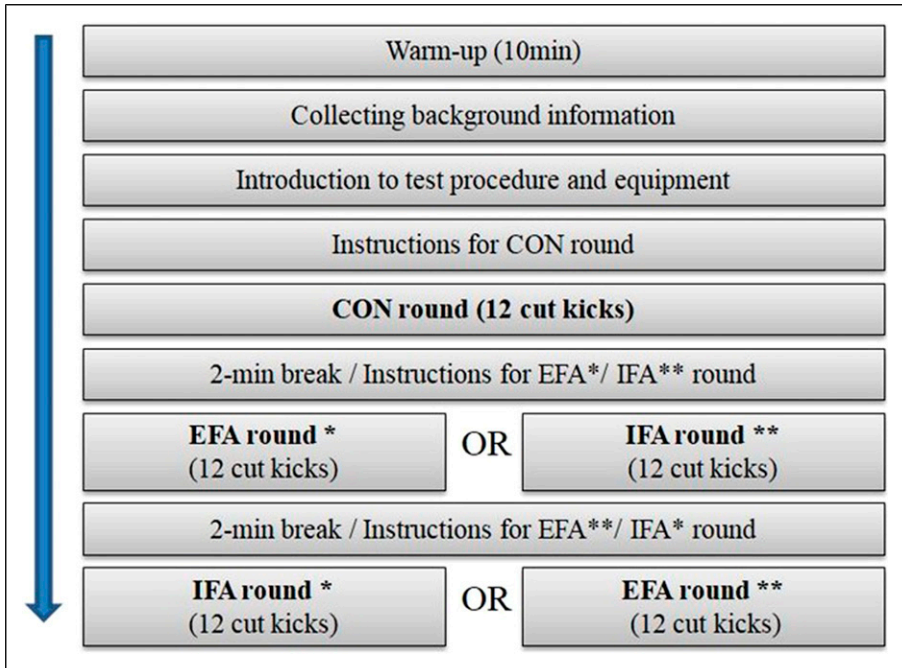 Warm-up (10min)
Collecting background information
Introduction to test procedure and equipment
Instructions for CON round
CON round (12 cut kicks)
2-min break / Instructions for EFA*/ IFA** round
EFA round *
(12 cut kicks)
OR
IFA round **
(12 cut kicks)
2-min break / Instructions for EFA**/ IFA* round
IFA round *
(12 cut kicks)
OR
EFA round **
(12 cut kicks)